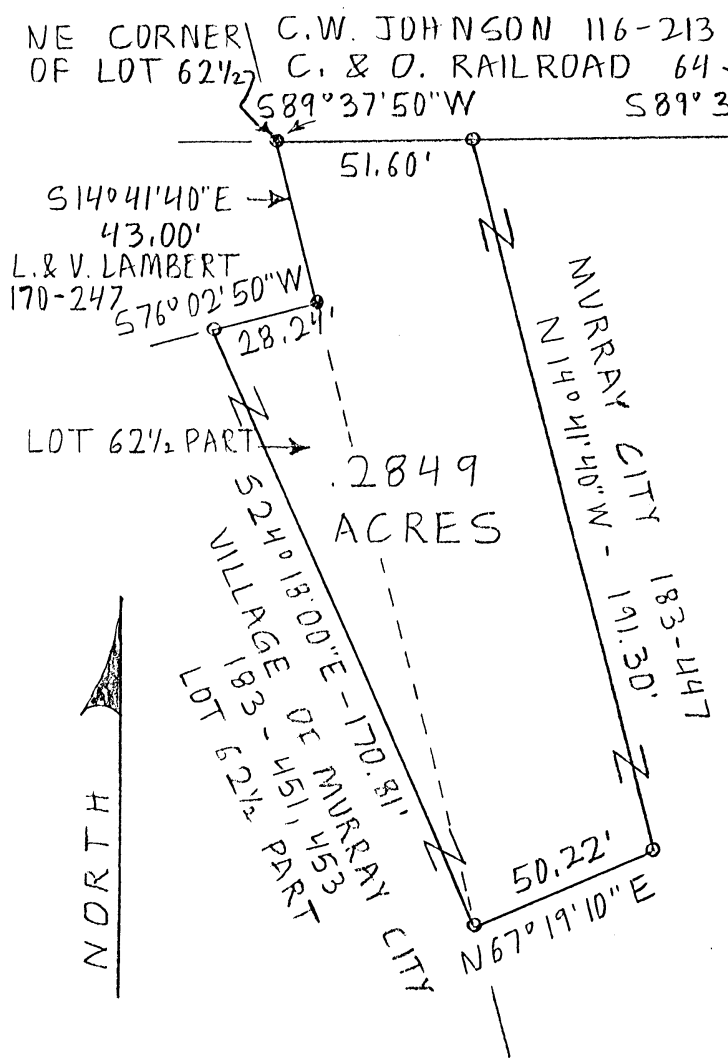 NE CORNER
OF LOT 62½
C.W. JOHNSON 116-213
C. & O. RAILROAD 64-
S89°37'50"W
S89°3
51.60'
S14°41'40"E
43.00'
L. & V. LAMBERT
170-247
S76°02'50"W
28.24'
MURRAY CITY 183-447
N14°41'40"W - 191.30'
LOT 62½ PART
.2849
ACRES
S24°18'00"E - 170.81'
VILLAGE OF MURRAY CITY
183 - 451, 453
LOT 62½ PART
NORTH
50.22'
N67°19'10"E